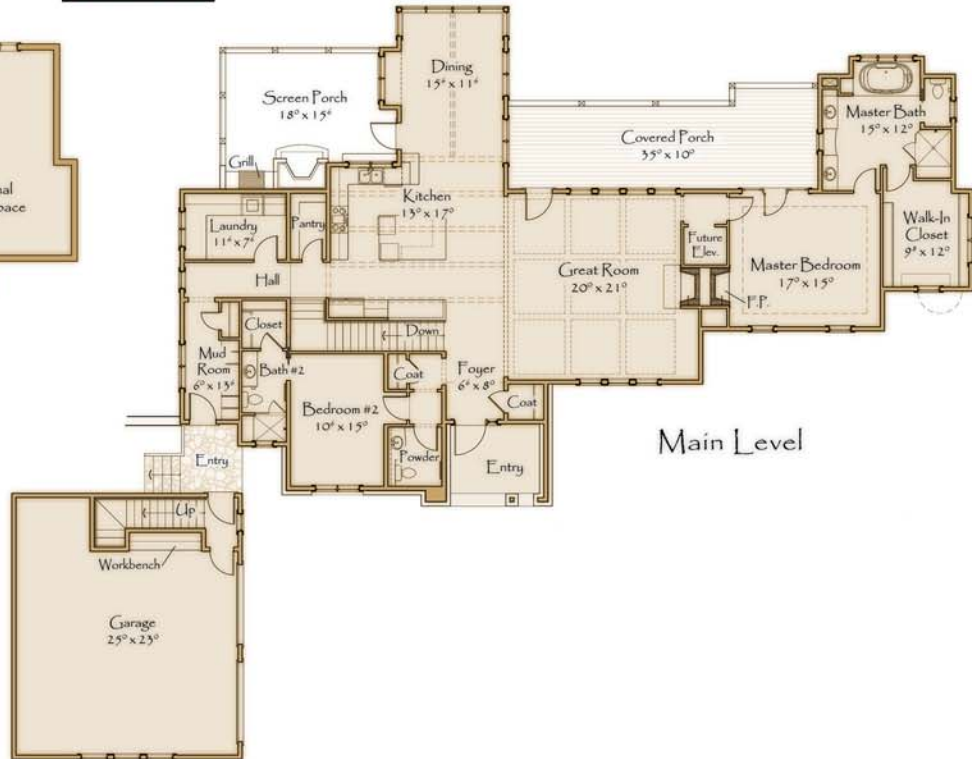 Dining
15⁶ x 11⁶
Screen Porch
18⁰ x 15⁶
Master Bath
15⁰ x 12⁰
Covered Porch
35⁰ x 10⁰
Grill
Kitchen
13⁰ x 17⁰
Laundry
11⁶ x 7⁶
Pantry
Walk-In
Closet
9⁸ x 12⁰
Future
Elev.
Great Room
20⁰ x 21⁰
Master Bedroom
17⁰ x 15⁰
Hall
F.P.
Closet
Down
Mud
Room
6⁰ x 13⁶
Bath #2
Coat
Foyer
6⁶ x 8⁰
Coat
Bedroom #2
10⁶ x 15⁰
Main Level
Powder
Entry
Entry
Up
Workbench
Garage
25⁰ x 23⁰